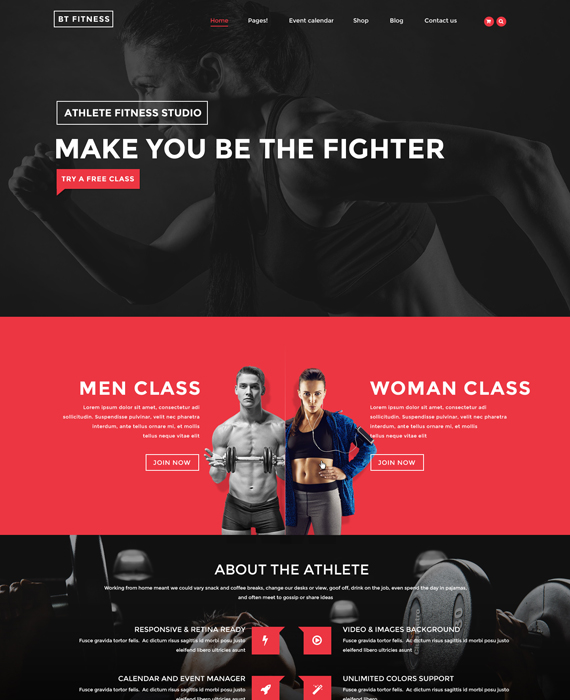 BT FITNESS
Home Pages! Event calendar Shop Blog Contact us
ATHLETE FITNESS STUDIO
MAKE YOU BE THE FIGHTER
TRY A FREE CLASS
MEN CLASS
Lorem ipsum dolor sit amet, consectetur adi
sollicitudin. Suspendisse pulvinar, velit nec pharetra
interdum, ante tellus ornare mi, et mollis
tellus neque vitae elit
JOIN NOW
WOMAN CLASS
Lorem ipsum dolor sit amet, consectetur adi
sollicitudin. Suspendisse pulvinar, velit nec pharetra
interdum, ante tellus ornare mi, et mollis
tellus neque vitae elit
JOIN NOW
ABOUT THE ATHLETE
Working from home meant we could vary snack and coffee breaks, change our desks or view, goof off, drink on the job, even spend the day in pajamas,
and often meet to gossip or share ideas
RESPONSIVE & RETINA READY
Fusce gravida tortor felis. Ac dictum risus sagittis id morbi posu justo
eleifend libero ultricies asunt
VIDEO & IMAGES BACKGROUND
Fusce gravida tortor felis. Ac dictum risus sagittis id morbi posu justo
eleifend libero ultricies asunt
CALENDAR AND EVENT MANAGER
Fusce gravida tortor felis. Ac dictum risus sagittis id morbi posu justo
eleifend libero ultricies asunt
UNLIMITED COLORS SUPPORT
Fusce gravida tortor felis. Ac dictum risus sagittis id morbi posu justo
eleifend libero